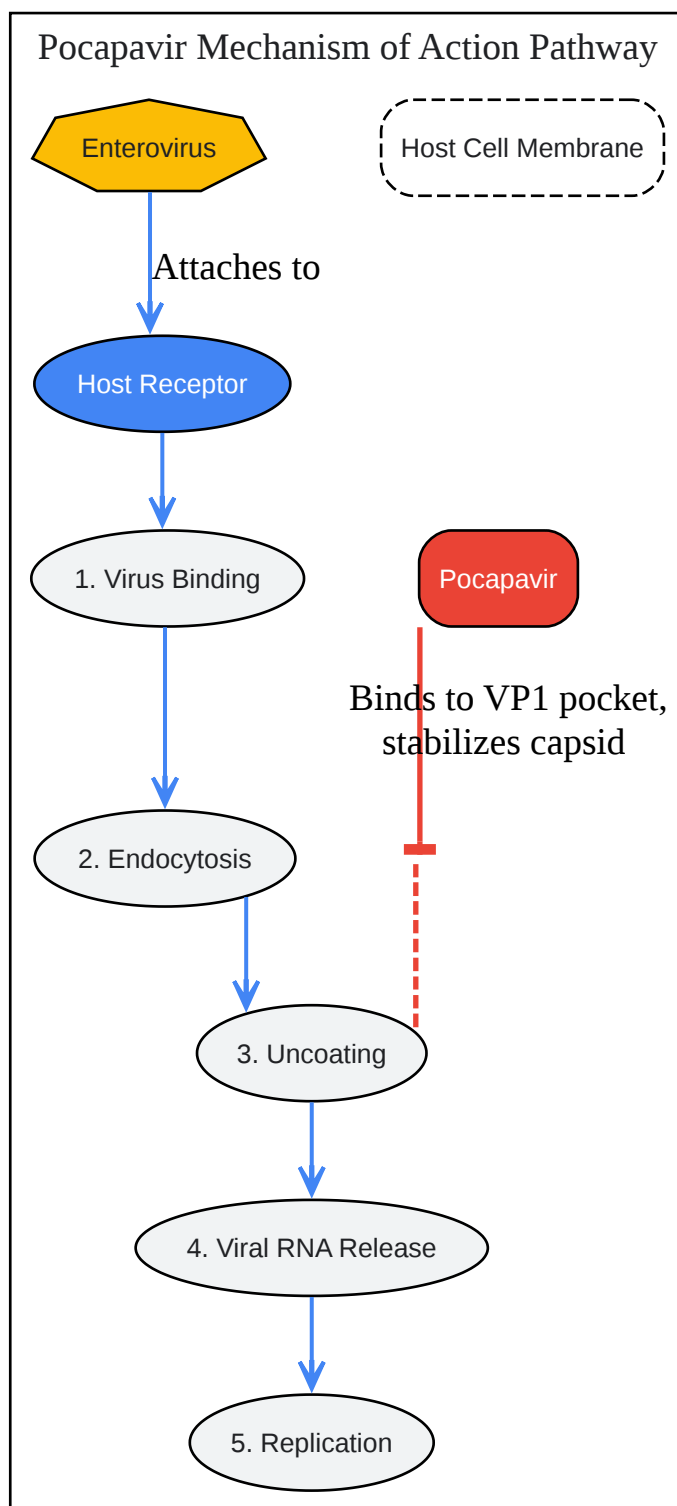 Pocapavir Mechanism of Action Pathway
Enterovirus
Host Cell Membrane
Attaches to
Host Receptor
1. Virus Binding
Pocapavir
Binds to VP1 pocket,
stabilizes capsid
2. Endocytosis
3. Uncoating
4. Viral RNA Release
5. Replication